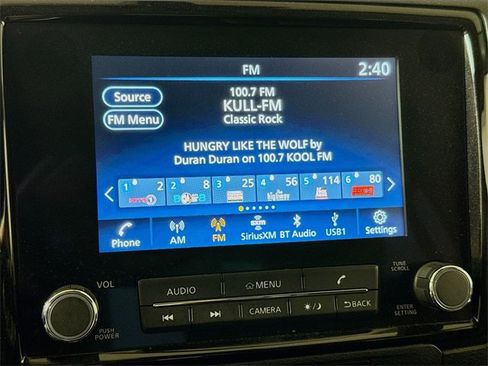 FM 2:40
Source
FM Menu
100.7 FM
KULL-FM
Classic Rock
HUNGRY LIKE THE WOLF by
Duran Duran on 100.7 KOOL FM
1 2 2 8 3 25 4 56 5 114 6 80
Phone AM FM SiriusXM BT Audio USB1 Settings
VOL
PUSH
POWER
AUDIO MENU
CAMERA BACK
TUNE
SCROLL
ENTER
SETTING